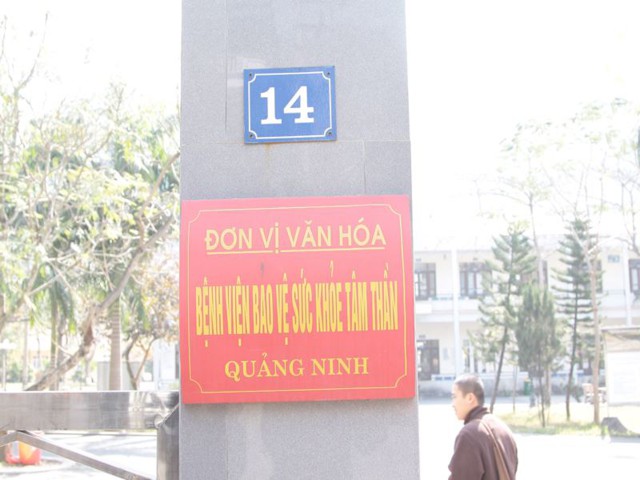 14
ĐƠN VỊ VĂN HÓA
BỆNH VIỆN BẢO VỆ SỨC KHỎE TÂM THẦN
QUẢNG NINH